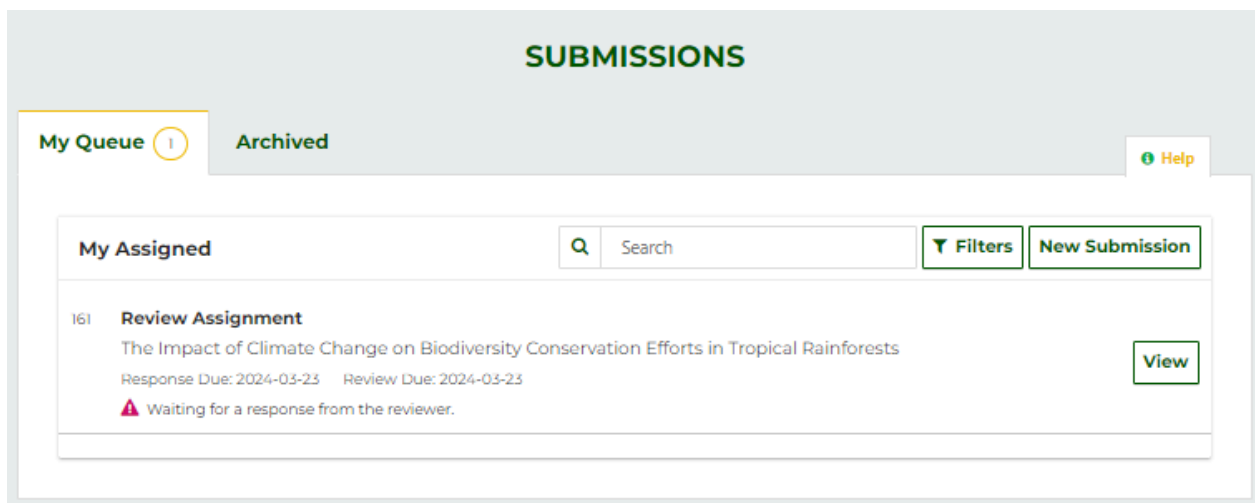 SUBMISSIONS
My Queue 1 Archived
Help
My Assigned Search Filters New Submission
161 Review Assignment
The Impact of Climate Change on Biodiversity Conservation Efforts in Tropical Rainforests
View
Response Due: 2024-03-23 Review Due: 2024-03-23
Waiting for a response from the reviewer.